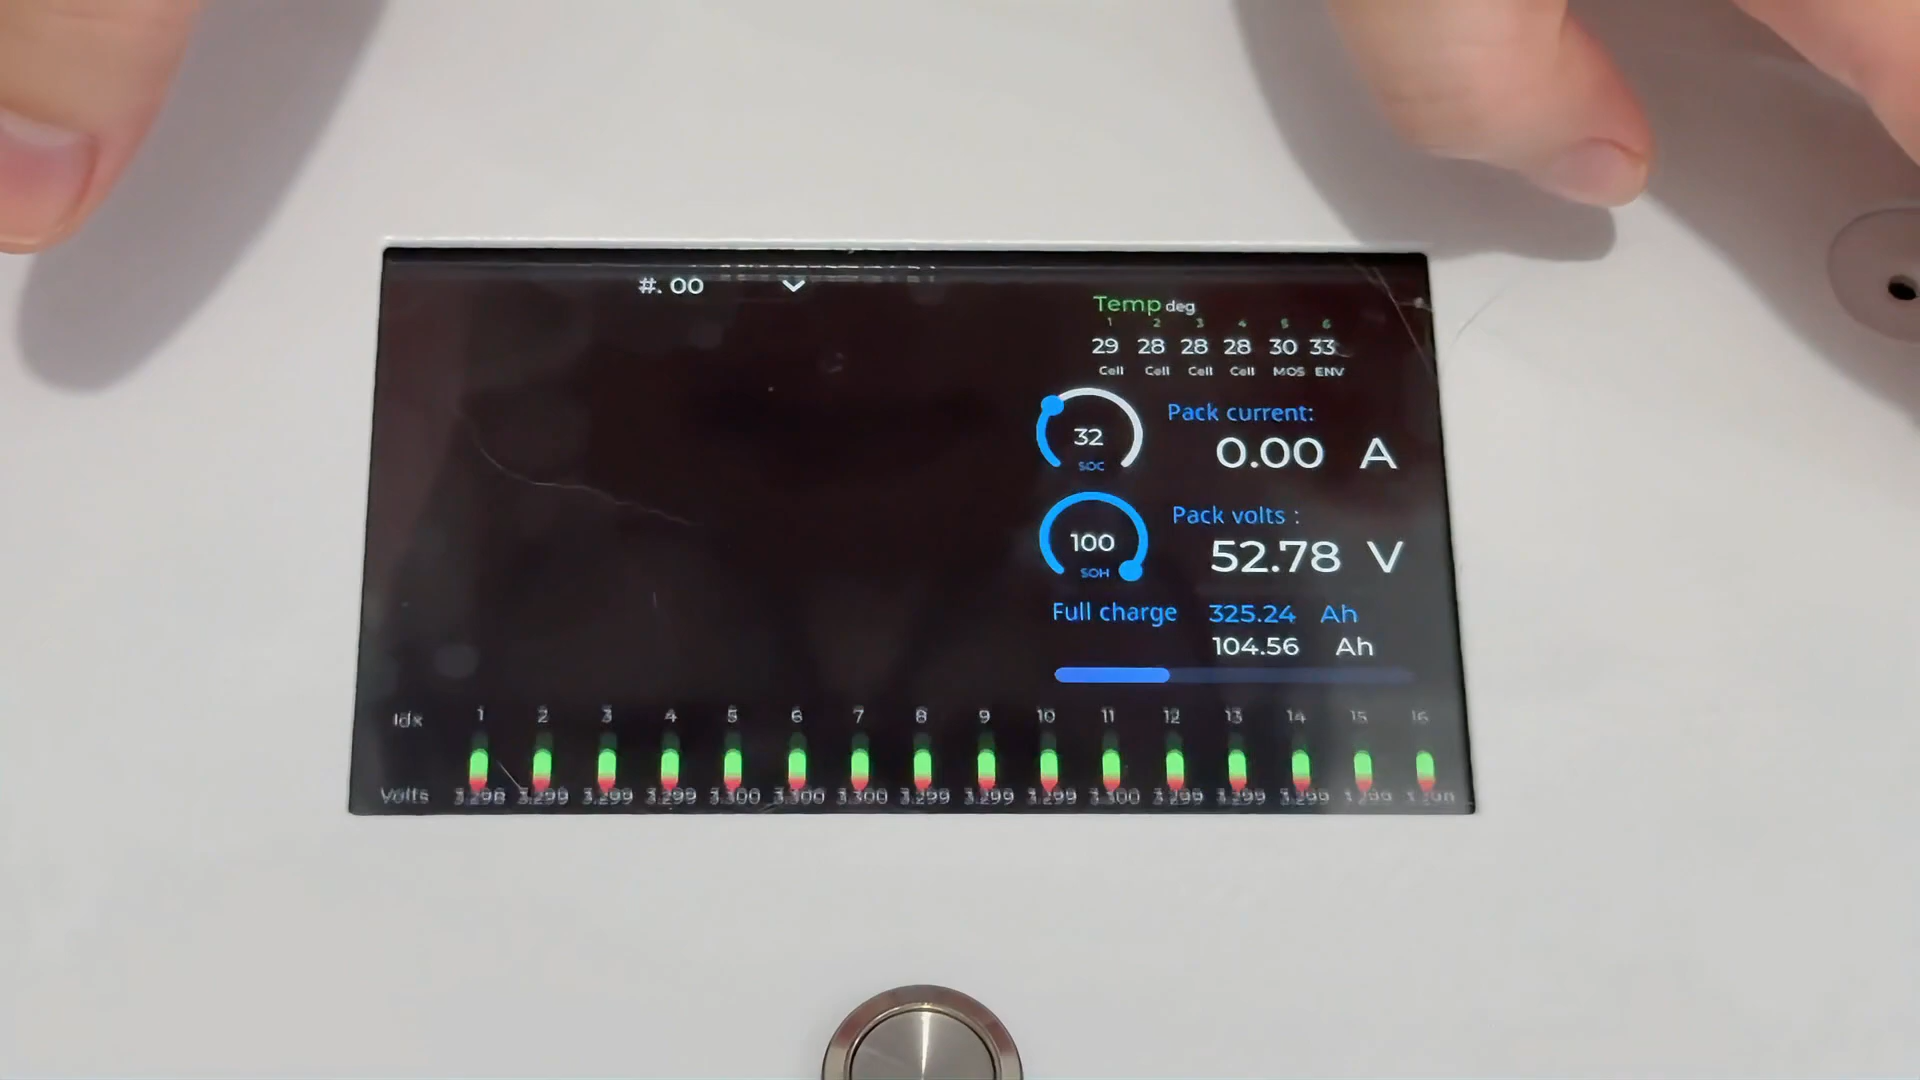 #. 00
Temp deg
1 2 3 4 5 6
29 28 28 28 30 33
Cell Cell Cell Cell MOS ENV
32
SOC
Pack current:
0.00 A
100
SOH
Pack volts :
52.78 V
Full charge 325.24 Ah
104.56 Ah
Idx 1 2 3 4 5 6 7 8 9 10 11 12 13 14 15 16
Volts 3.298 3.299 3.299 3.299 3.300 3.300 3.300 3.299 3.299 3.299 3.300 3.299 3.299 3.299